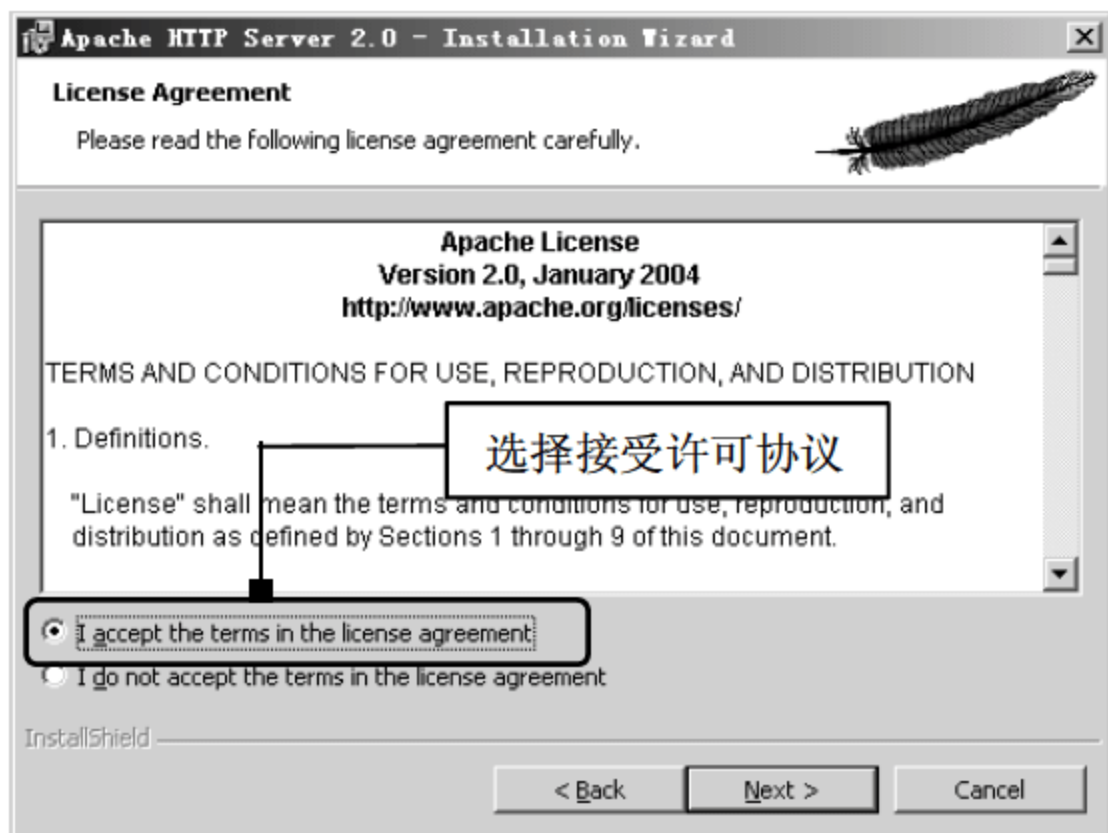 Apache HTTP Server 2.0 - Installation Wizard
License Agreement
Please read the following license agreement carefully.
Apache License
Version 2.0, January 2004
http://www.apache.org/licenses/
TERMS AND CONDITIONS FOR USE, REPRODUCTION, AND DISTRIBUTION
1. Definitions.
选择接受许可协议
"License" shall mean the terms and conditions for use, reproduction, and
distribution as defined by Sections 1 through 9 of this document.
I accept the terms in the license agreement
I do not accept the terms in the license agreement
InstallShield
< Back
Next >
Cancel